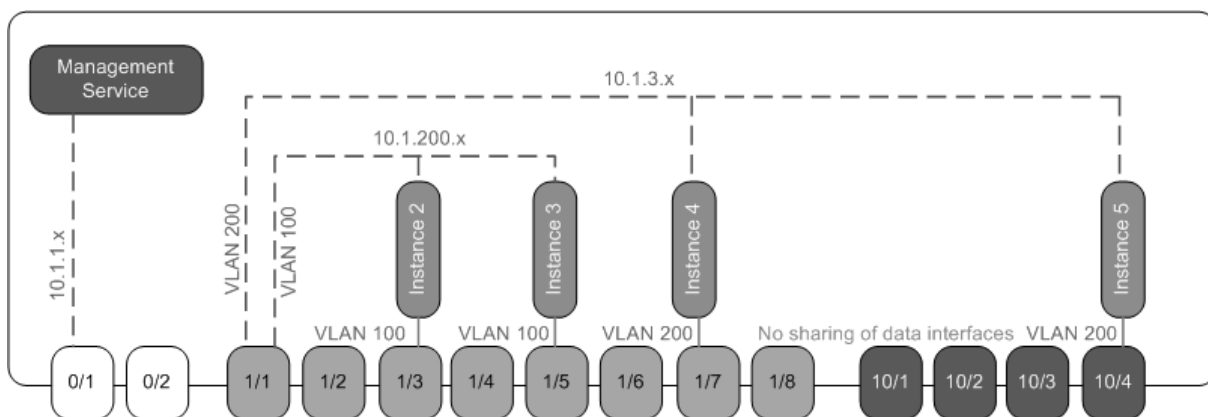 Management
Service
10.1.3.x
10.1.200.x
10.1.1.x
VLAN 200
VLAN 100
Instance 2
Instance 3
Instance 4
Instance 5
VLAN 100
VLAN 100
VLAN 200
No sharing of data interfaces
VLAN 200
0/1
0/2
1/1
1/2
1/3
1/4
1/5
1/6
1/7
1/8
10/1
10/2
10/3
10/4